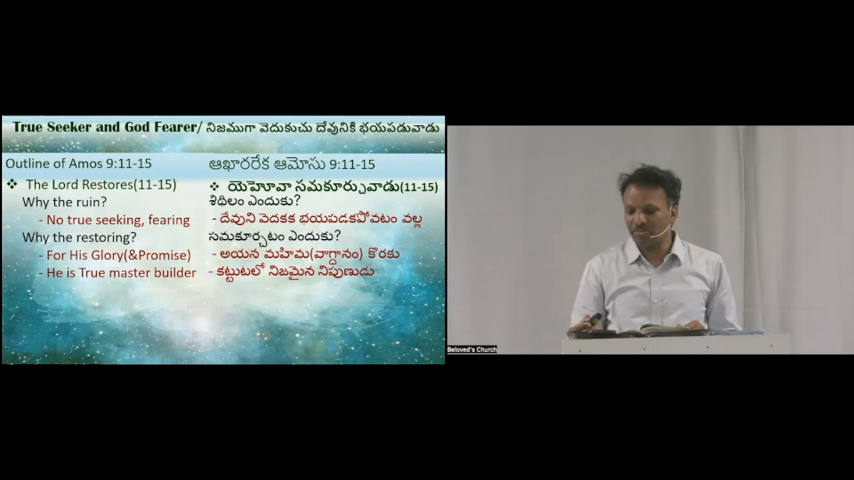 True Seeker and God Fearer/ నిజముగా వెదుకుచు దేవునికి భయపడువాడు
Outline of Amos 9:11-15
❖ The Lord Restores(11-15)
Why the ruin?
- No true seeking, fearing
Why the restoring?
- For His Glory(&Promise)
- He is True master builder
ఆఖారరేక ఆమోసు 9:11-15
❖ యెహోవా సమకూర్చువాడు(11-15)
శిథిలం ఎందుకు?
- దేవుని వెదకక భయపడకపోవటం వల్ల
సమకూర్చటం ఎందుకు?
- అయన మహిమ(వాగ్ధానం) కొరకు
- కట్టుటలో నిజమైన నిపుణుడు
Beloved's Church